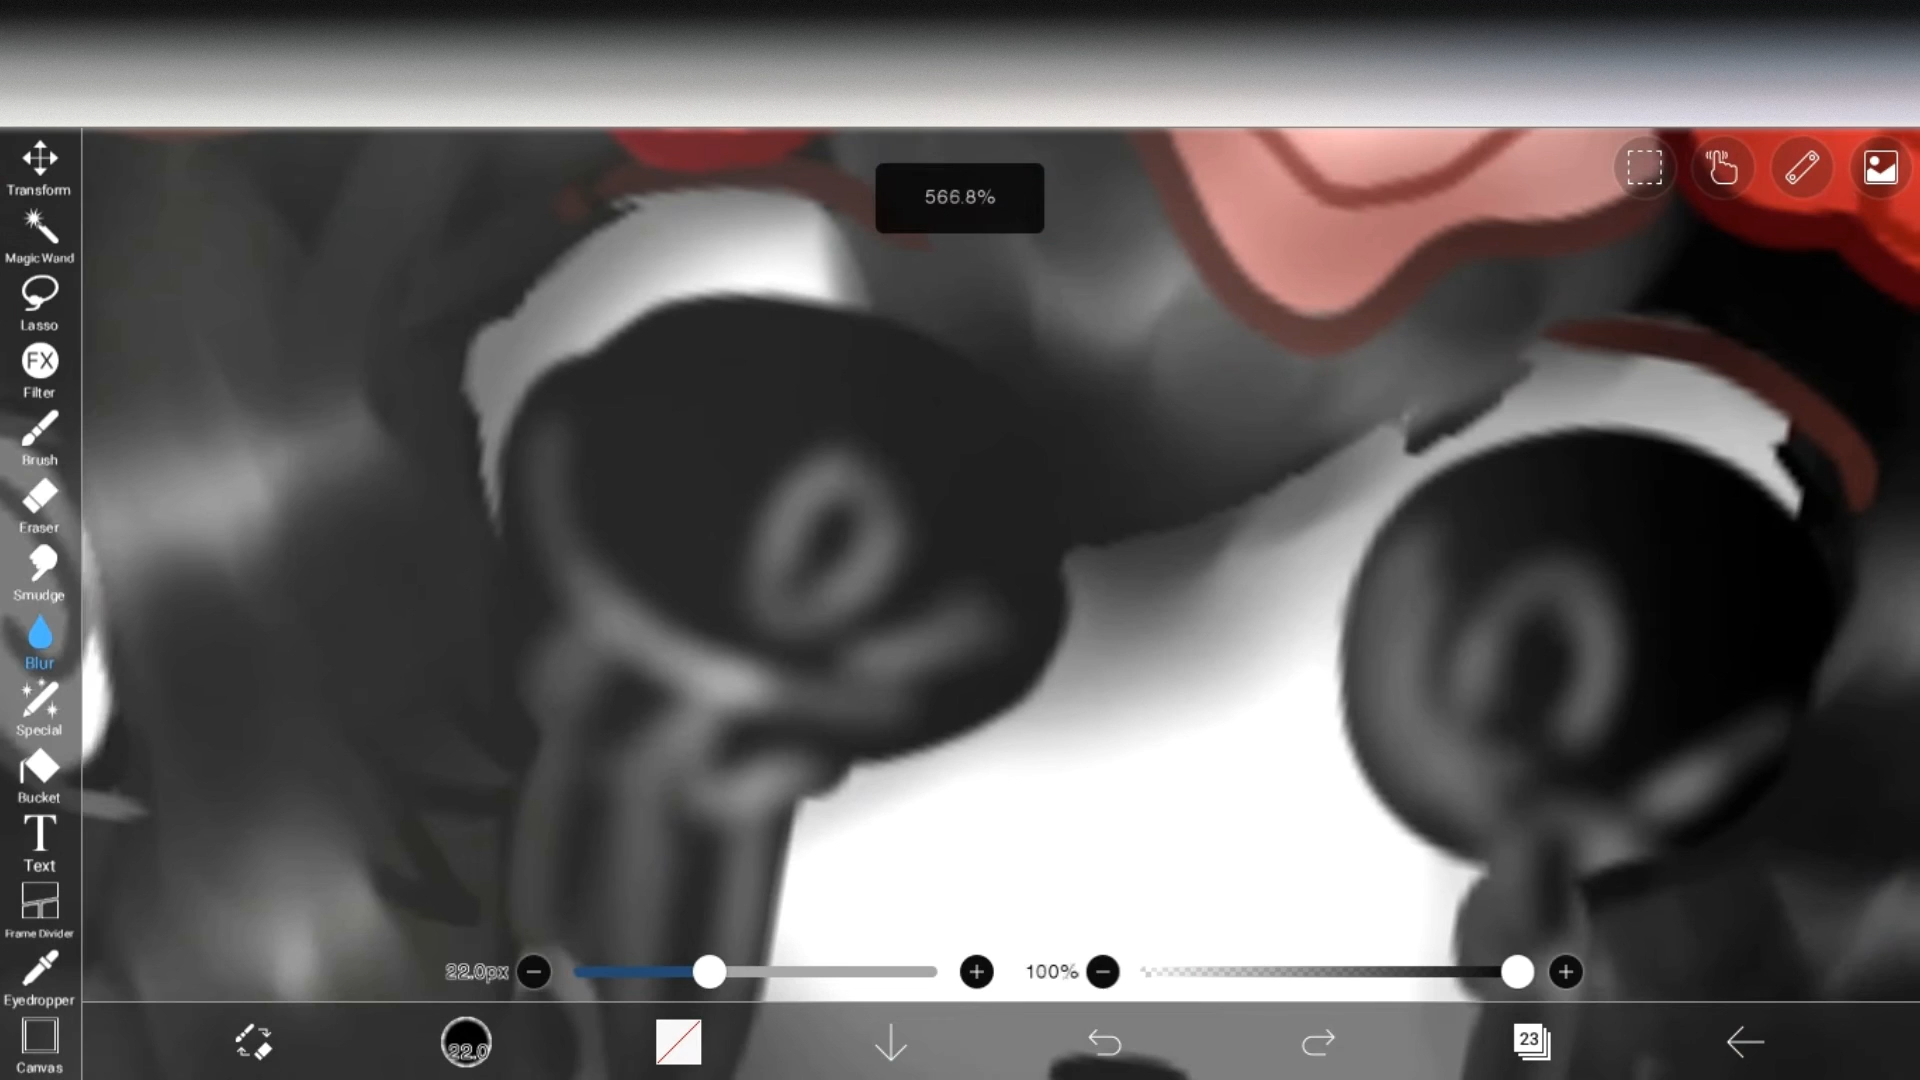 566.8%
Transform
Magic Wand
Lasso
FX
Filter
Brush
Eraser
Smudge
Blur
Special
Bucket
T
Text
Frame Divider
Eyedropper
Canvas
22.0px
100%
22.0
23